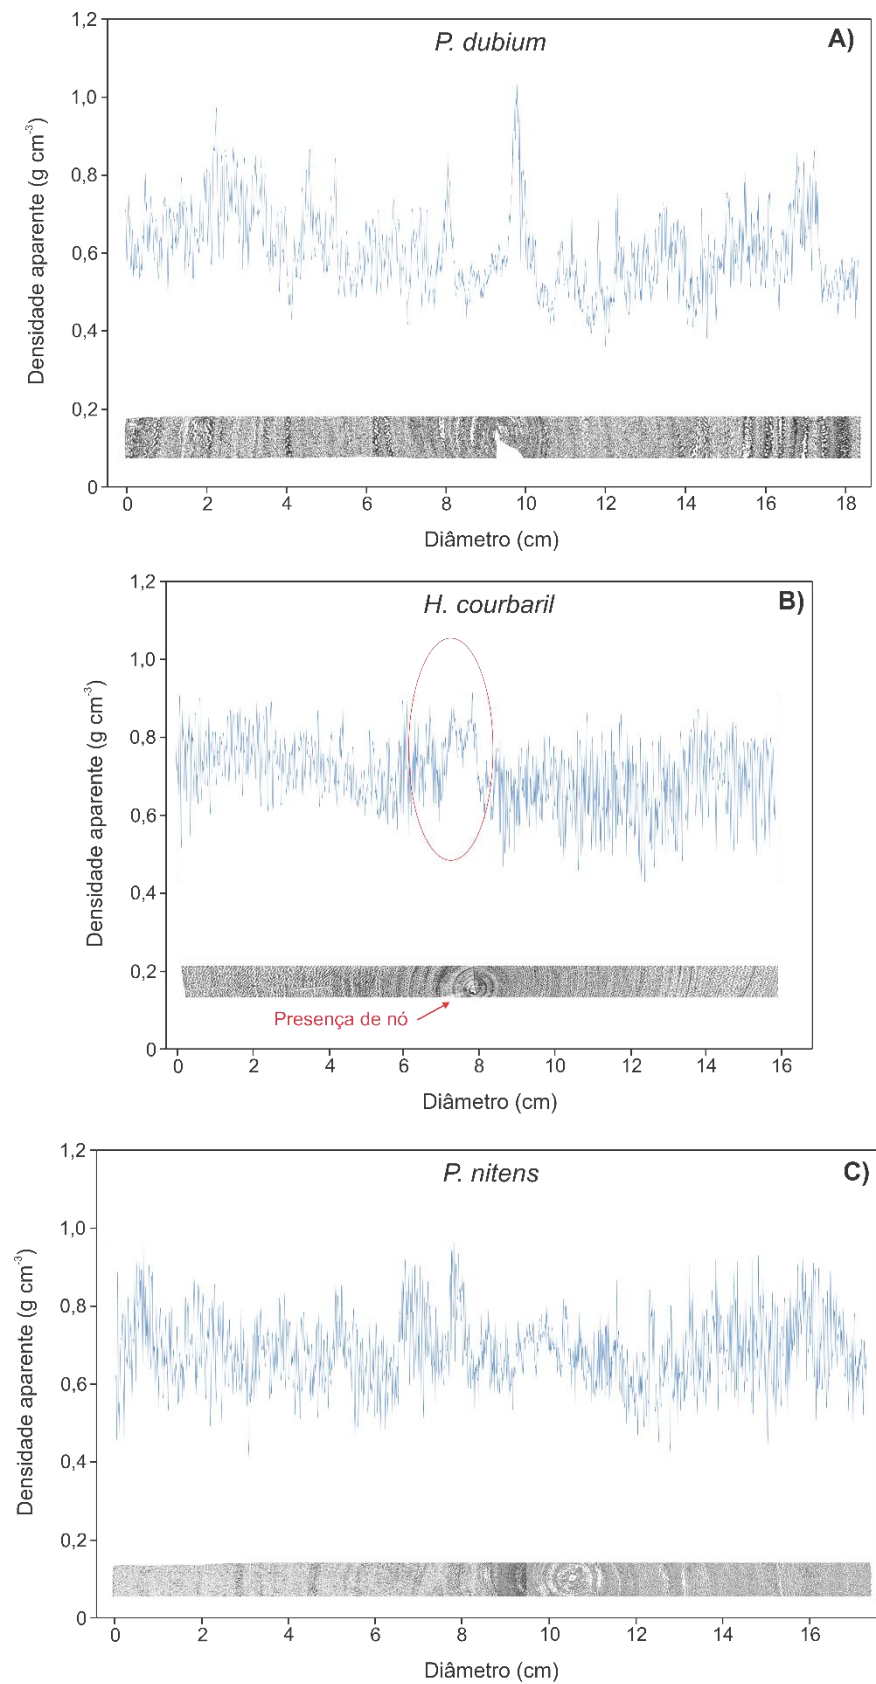 P. dubium
A)
Densidade aparente (g cm-3)
1,2
1,0
0,8
0,6
0,4
0,2
0
0 2 4 6 8 10 12 14 16 18
Diâmetro (cm)
H. courbaril
B)
Densidade aparente (g cm-3)
1,2
1,0
0,8
0,6
0,4
0,2
0
Presença de nó
0 2 4 6 8 10 12 14 16
Diâmetro (cm)
P. nitens
C)
Densidade aparente (g cm-3)
1,2
1,0
0,8
0,6
0,4
0,2
0
0 2 4 6 8 10 12 14 16
Diâmetro (cm)